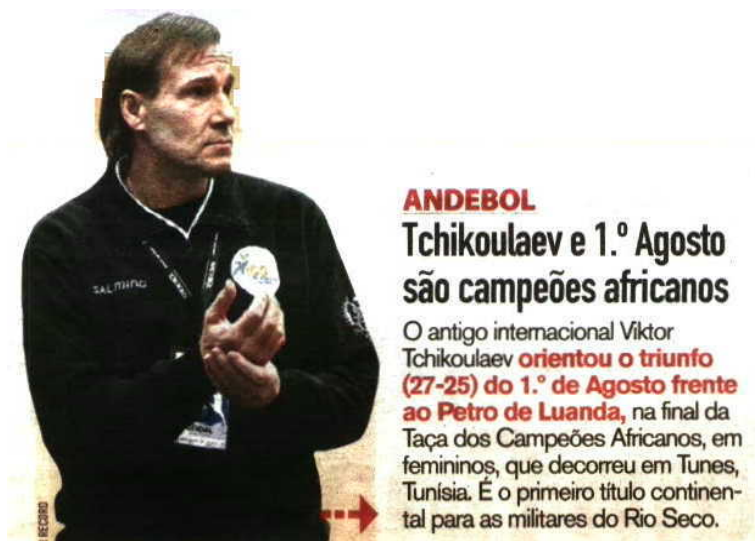 ANDEBOL
Tchikoulaev e 1.º Agosto
são campeões africanos
O antigo internacional Viktor
Tchikoulaev orientou o triunfo
(27-25) do 1.º de Agosto frente
ao Petro de Luanda, na final da
Taça dos Campeões Africanos, em
femininos, que decorreu em Tunes,
Tunísia. É o primeiro título continen-
tal para as militares do Rio Seco.
SALMING
RECORD